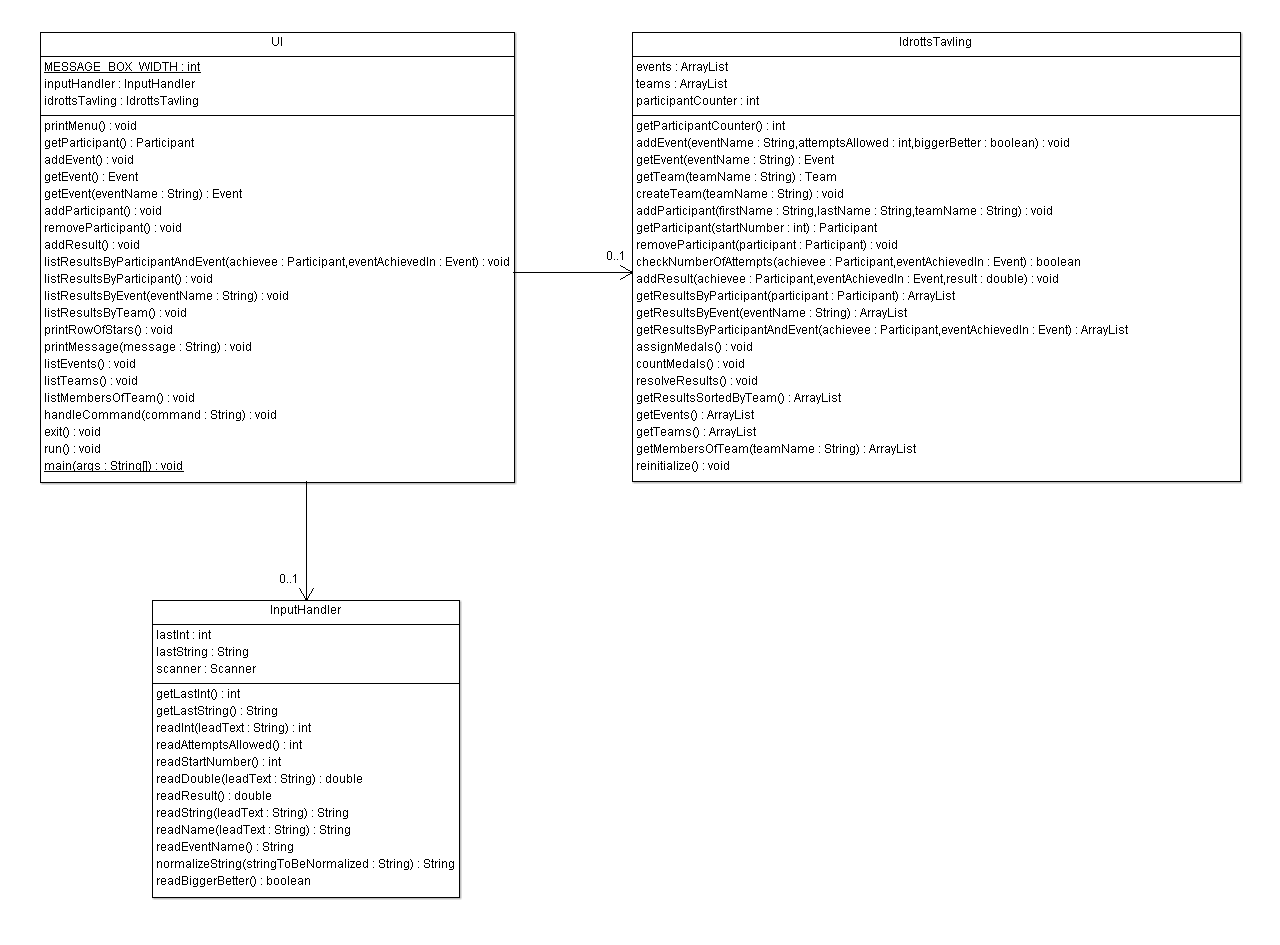 UI
MESSAGE_BOX_WIDTH : int
inputHandler : InputHandler
idrottsTavling : IdrottsTavling
printMenu() : void
getParticipant() : Participant
addEvent() : void
getEvent() : Event
getEvent(eventName : String) : Event
addParticipant() : void
removeParticipant() : void
addResult() : void
listResultsByParticipantAndEvent(achievee : Participant,eventAchievedIn : Event) : void
listResultsByParticipant() : void
listResultsByEvent(eventName : String) : void
listResultsByTeam() : void
printRowOfStars() : void
printMessage(message : String) : void
listEvents() : void
listTeams() : void
listMembersOfTeam() : void
handleCommand(command : String) : void
exit() : void
run() : void
main(args : String[]) : void
0..1
IdrottsTavling
events : ArrayList
teams : ArrayList
participantCounter : int
getParticipantCounter() : int
addEvent(eventName : String,attemptsAllowed : int,biggerBetter : boolean) : void
getEvent(eventName : String) : Event
getTeam(teamName : String) : Team
createTeam(teamName : String) : void
addParticipant(firstName : String,lastName : String,teamName : String) : void
getParticipant(startNumber : int) : Participant
removeParticipant(participant : Participant) : void
checkNumberOfAttempts(achievee : Participant,eventAchievedIn : Event) : boolean
addResult(achievee : Participant,eventAchievedIn : Event,result : double) : void
getResultsByParticipant(participant : Participant) : ArrayList
getResultsByEvent(eventName : String) : ArrayList
getResultsByParticipantAndEvent(achievee : Participant,eventAchievedIn : Event) : ArrayList
assignMedals() : void
countMedals() : void
resolveResults() : void
getResultsSortedByTeam() : ArrayList
getEvents() : ArrayList
getTeams() : ArrayList
getMembersOfTeam(teamName : String) : ArrayList
reinitialize() : void
0..1
InputHandler
lastInt : int
lastString : String
scanner : Scanner
getLastInt() : int
getLastString() : String
readInt(leadText : String) : int
readAttemptsAllowed() : int
readStartNumber() : int
readDouble(leadText : String) : double
readResult() : double
readString(leadText : String) : String
readName(leadText : String) : String
readEventName() : String
normalizeString(stringToBeNormalized : String) : String
readBiggerBetter() : boolean